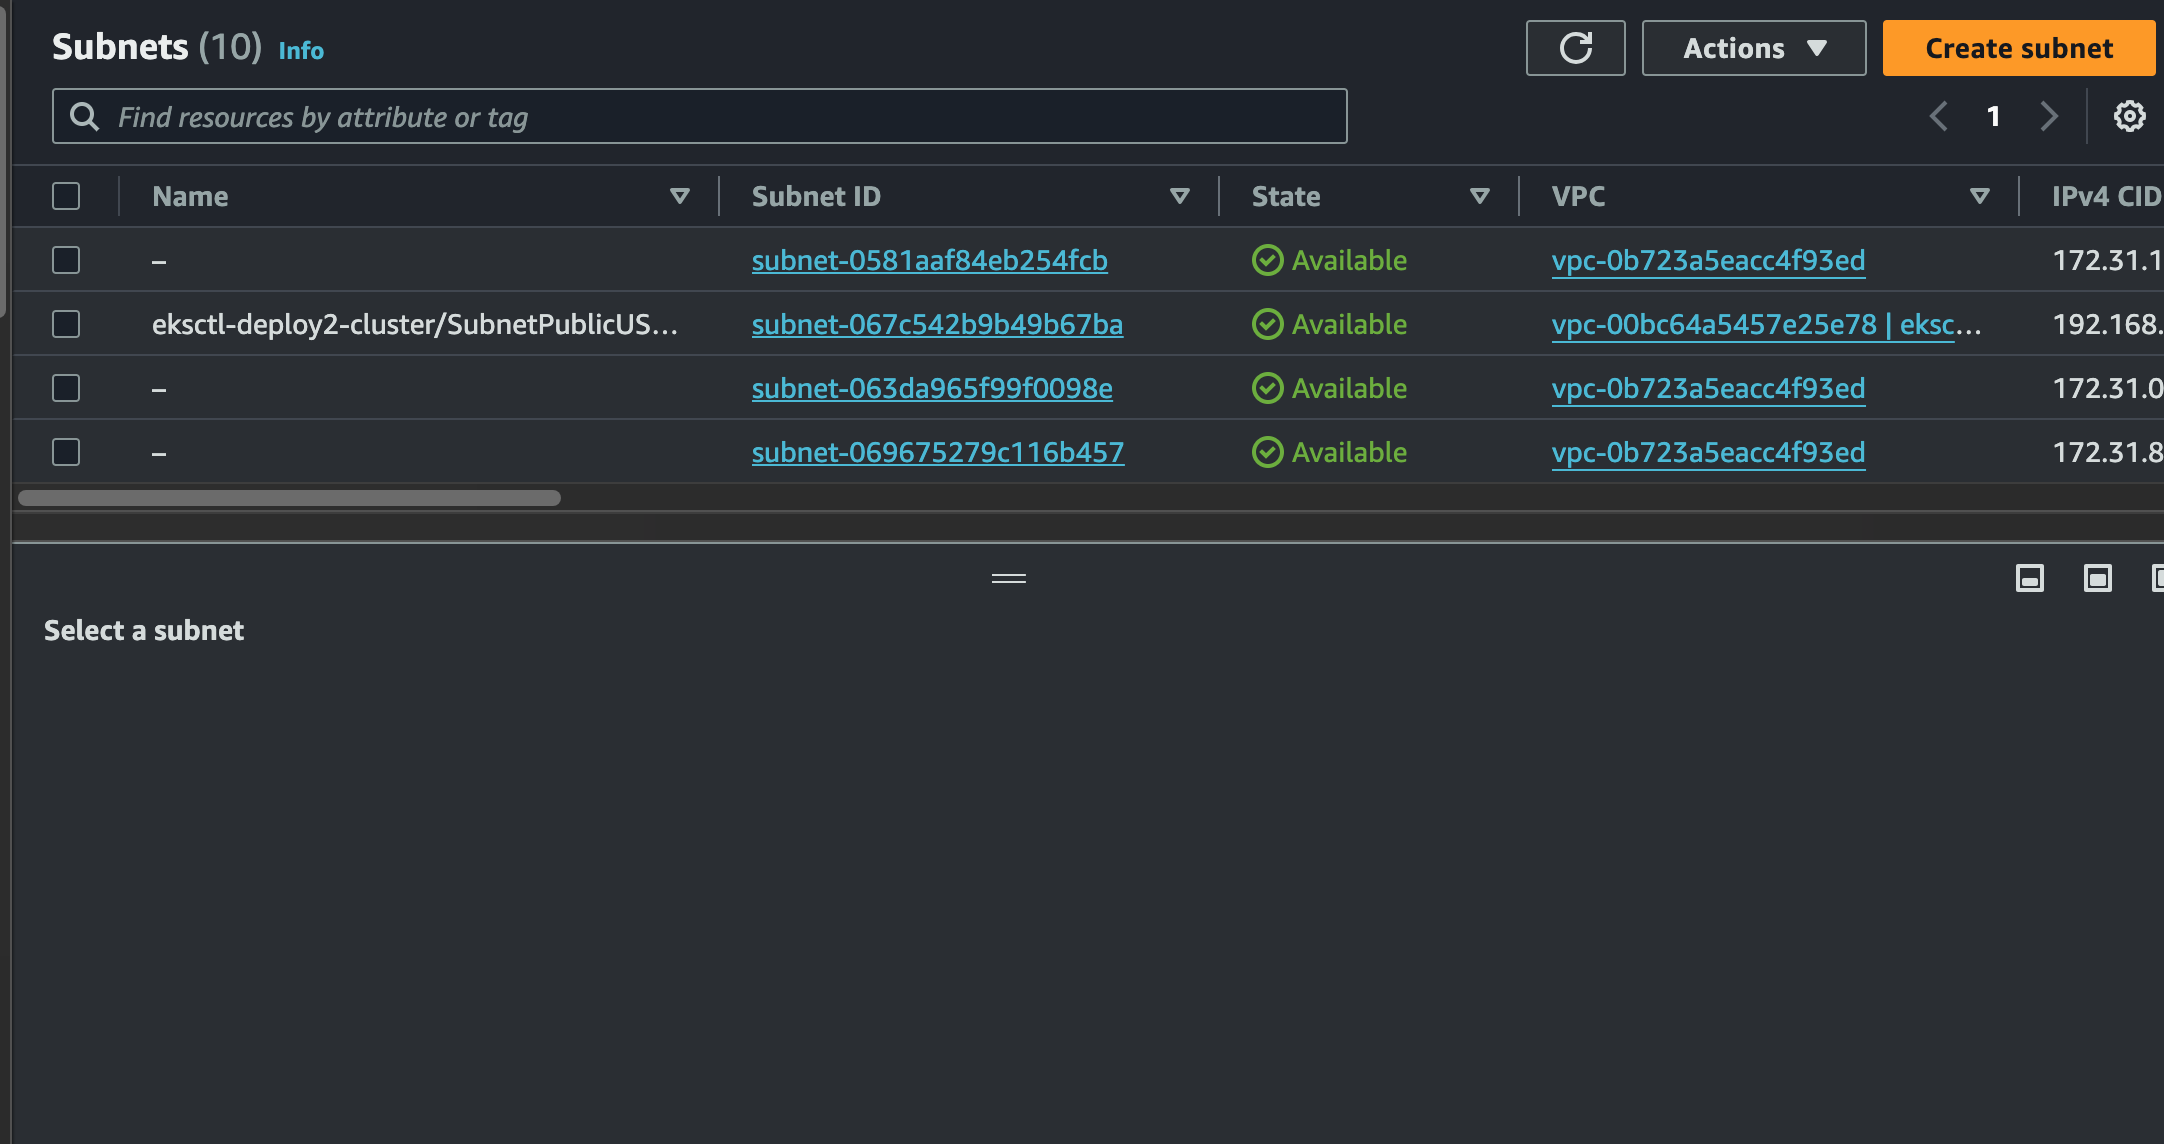 Subnets (10) Info
Actions
Create subnet
Find resources by attribute or tag
1
Name Subnet ID State VPC IPv4 CID
– subnet-0581aaf84eb254fcb Available vpc-0b723a5eacc4f93ed 172.31.1
eksctl-deploy2-cluster/SubnetPublicUS... subnet-067c542b9b49b67ba Available vpc-00bc64a5457e25e78 | eksc... 192.168.
– subnet-063da965f99f0098e Available vpc-0b723a5eacc4f93ed 172.31.0
– subnet-069675279c116b457 Available vpc-0b723a5eacc4f93ed 172.31.8
Select a subnet